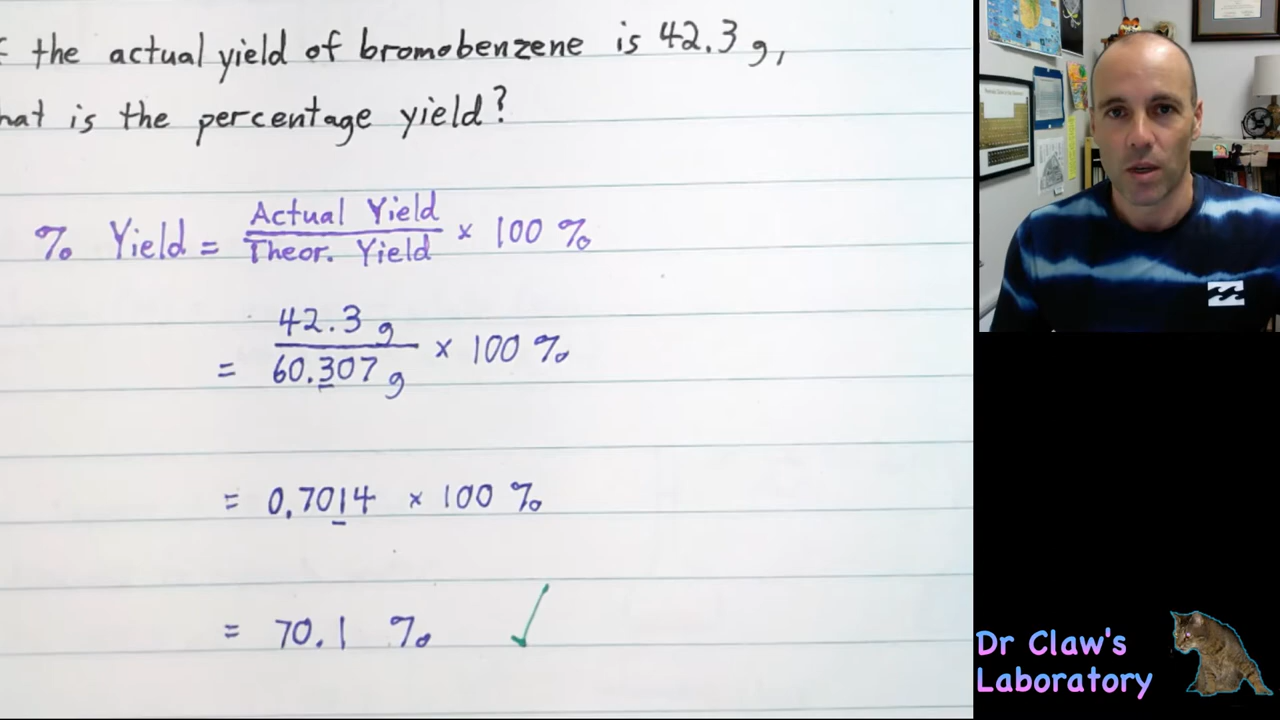 the actual yield of bromobenzene is 42.3 g,
is the percentage yield?
% Yield = Actual Yield / Theor. Yield × 100 %
= 42.3 g / 60.307 g × 100 %
= 0.7014 × 100 %
= 70.1 % ✓
Dr Claw's
Laboratory